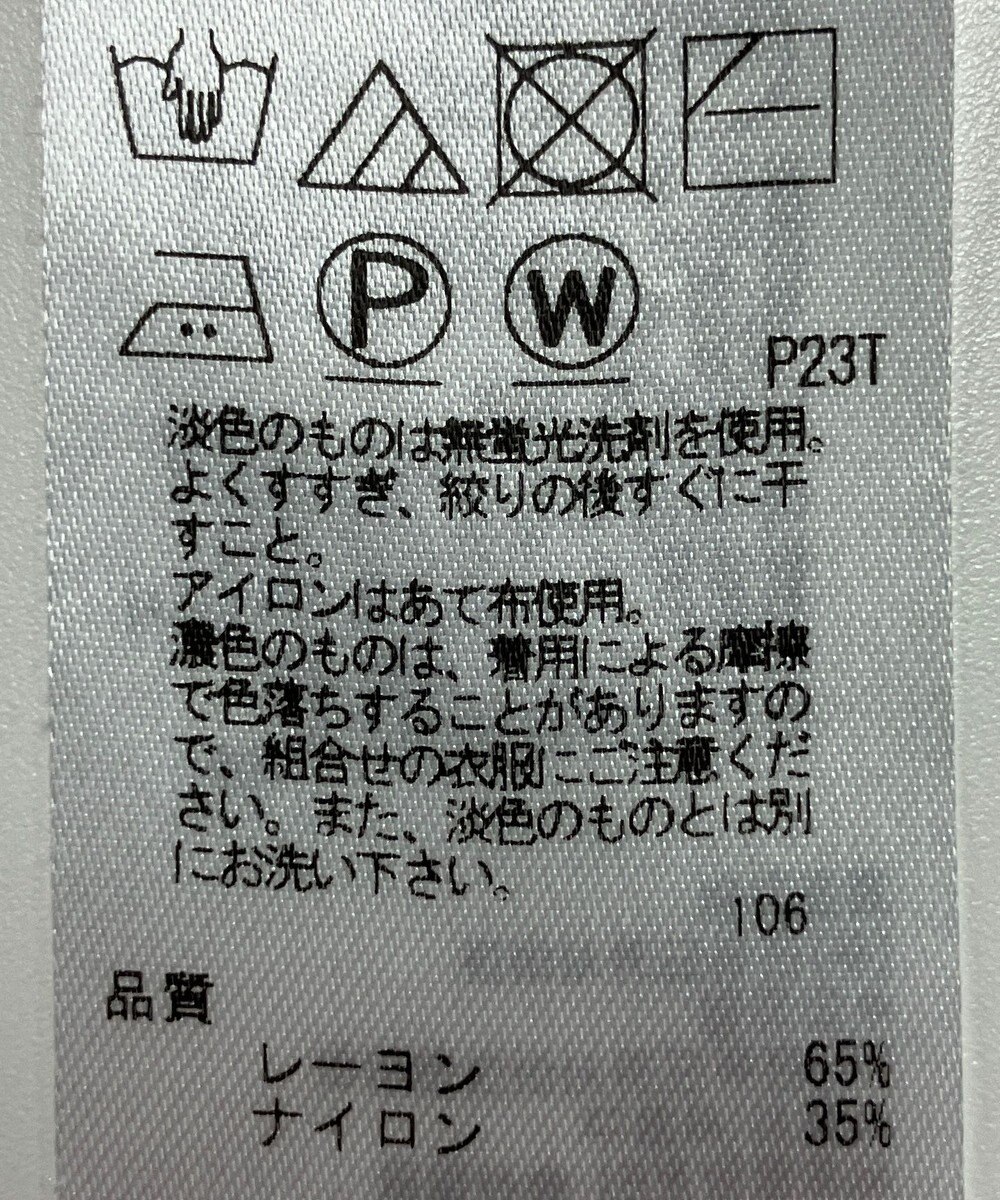 P
W
P23T
淡色のものは無蛍光洗剤を使用。
よくすすぎ、絞りの後すぐに干
すこと。
アイロンはあて布使用。
濃色のものは、着用による摩擦
で色落ちすることがありますの
で、組合せの衣服にご注意くだ
さい。また、淡色のものとは別
にお洗い下さい。
106
品質
レーヨン 65%
ナイロン 35%